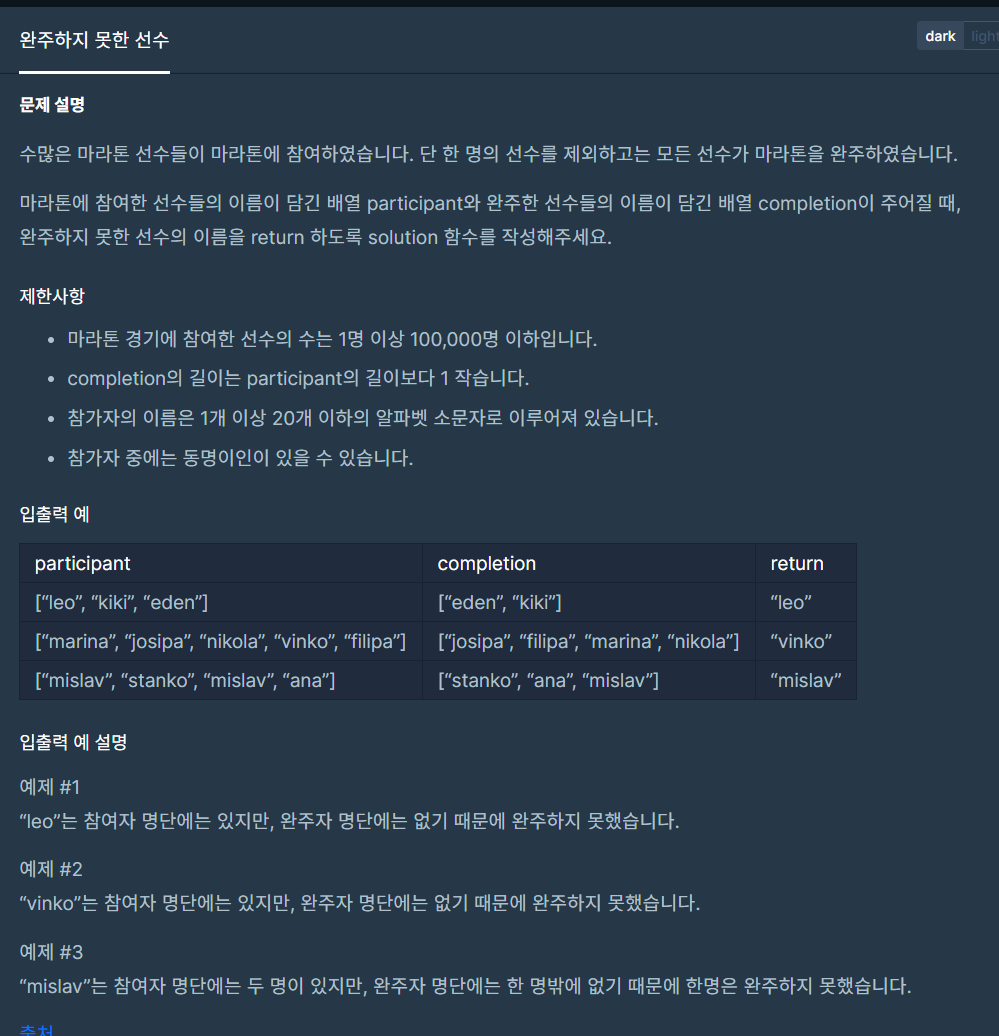 완주하지 못한 선수
dark
light
문제 설명
수많은 마라톤 선수들이 마라톤에 참여하였습니다. 단 한 명의 선수를 제외하고는 모든 선수가 마라톤을 완주하였습니다.
마라톤에 참여한 선수들의 이름이 담긴 배열 participant와 완주한 선수들의 이름이 담긴 배열 completion이 주어질 때,
완주하지 못한 선수의 이름을 return 하도록 solution 함수를 작성해주세요.
제한사항
• 마라톤 경기에 참여한 선수의 수는 1명 이상 100,000명 이하입니다.
• completion의 길이는 participant의 길이보다 1 작습니다.
• 참가자의 이름은 1개 이상 20개 이하의 알파벳 소문자로 이루어져 있습니다.
• 참가자 중에는 동명이인이 있을 수 있습니다.
입출력 예
participant completion return
[“leo”, “kiki”, “eden”] [“eden”, “kiki”] “leo”
[“marina”, “josipa”, “nikola”, “vinko”, “filipa”] [“josipa”, “filipa”, “marina”, “nikola”] “vinko”
[“mislav”, “stanko”, “mislav”, “ana”] [“stanko”, “ana”, “mislav”] “mislav”
입출력 예 설명
예제 #1
“leo”는 참여자 명단에는 있지만, 완주자 명단에는 없기 때문에 완주하지 못했습니다.
예제 #2
“vinko”는 참여자 명단에는 있지만, 완주자 명단에는 없기 때문에 완주하지 못했습니다.
예제 #3
“mislav”는 참여자 명단에는 두 명이 있지만, 완주자 명단에는 한 명밖에 없기 때문에 한명은 완주하지 못했습니다.
출처